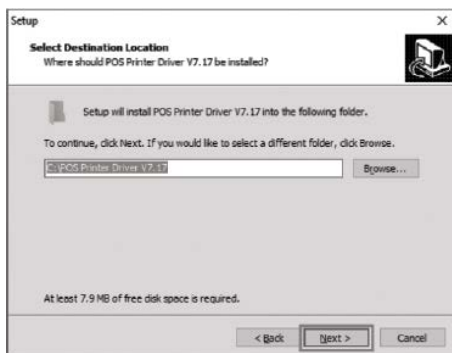 Setup
Select Destination Location
Where should POS Printer Driver V7.17 be installed?
Setup will install POS Printer Driver V7.17 into the following folder.
To continue, click Next. If you would like to select a different folder, click Browse.
C:\POS Printer Driver V7.17
Browse...
At least 7.9 MB of free disk space is required.
< Back
Next >
Cancel